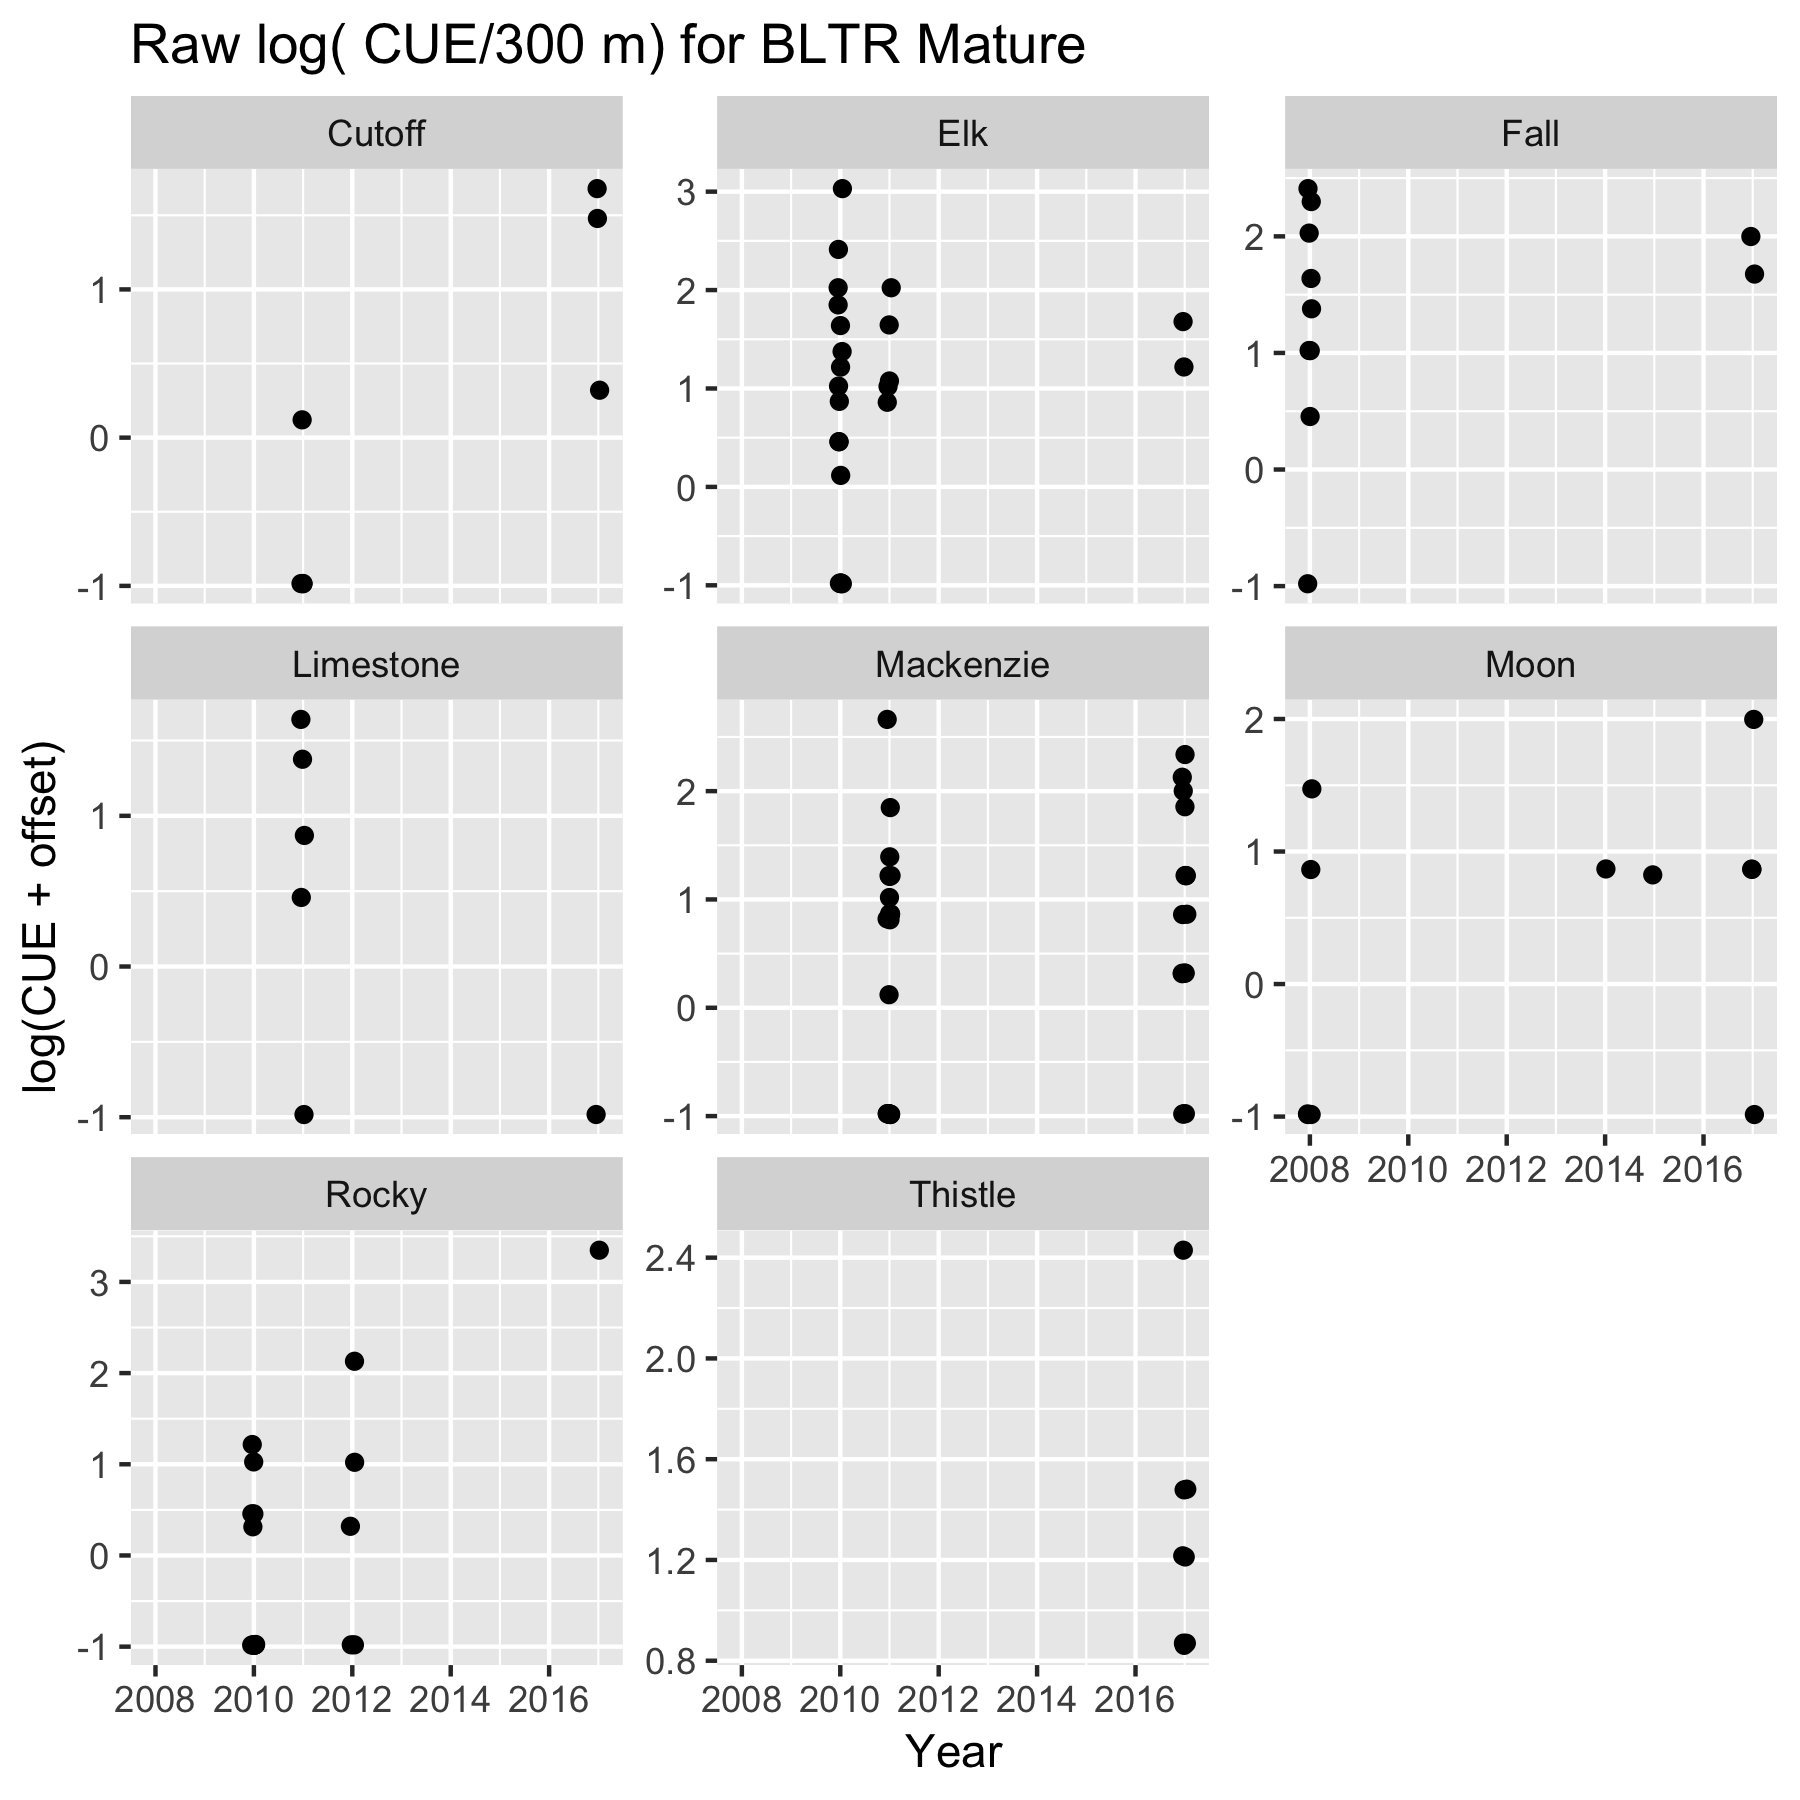 Raw log( CUE/300 m) for BLTR Mature
Cutoff
Elk
Fall
1
0
-1
3
2
1
0
-1
2
1
0
-1
Limestone
Mackenzie
Moon
1
0
-1
2
1
0
-1
2
1
0
-1
2008 2010 2012 2014 2016
Rocky
Thistle
3
2
1
0
-1
2.4
2.0
1.6
1.2
0.8
2008 2010 2012 2014 2016
2008 2010 2012 2014 2016
log(CUE + offset)
Year